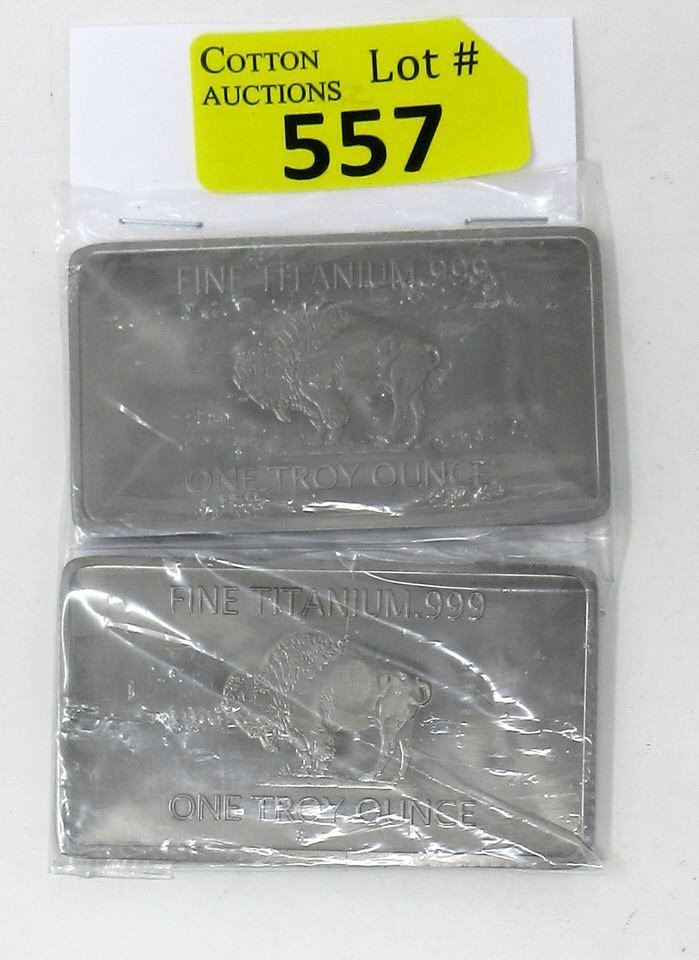 COTTON
AUCTIONS
Lot #
557
FINE TITANIUM.999
ONE TROY OUNCE
FINE TITANIUM.999
ONE TROY OUNCE